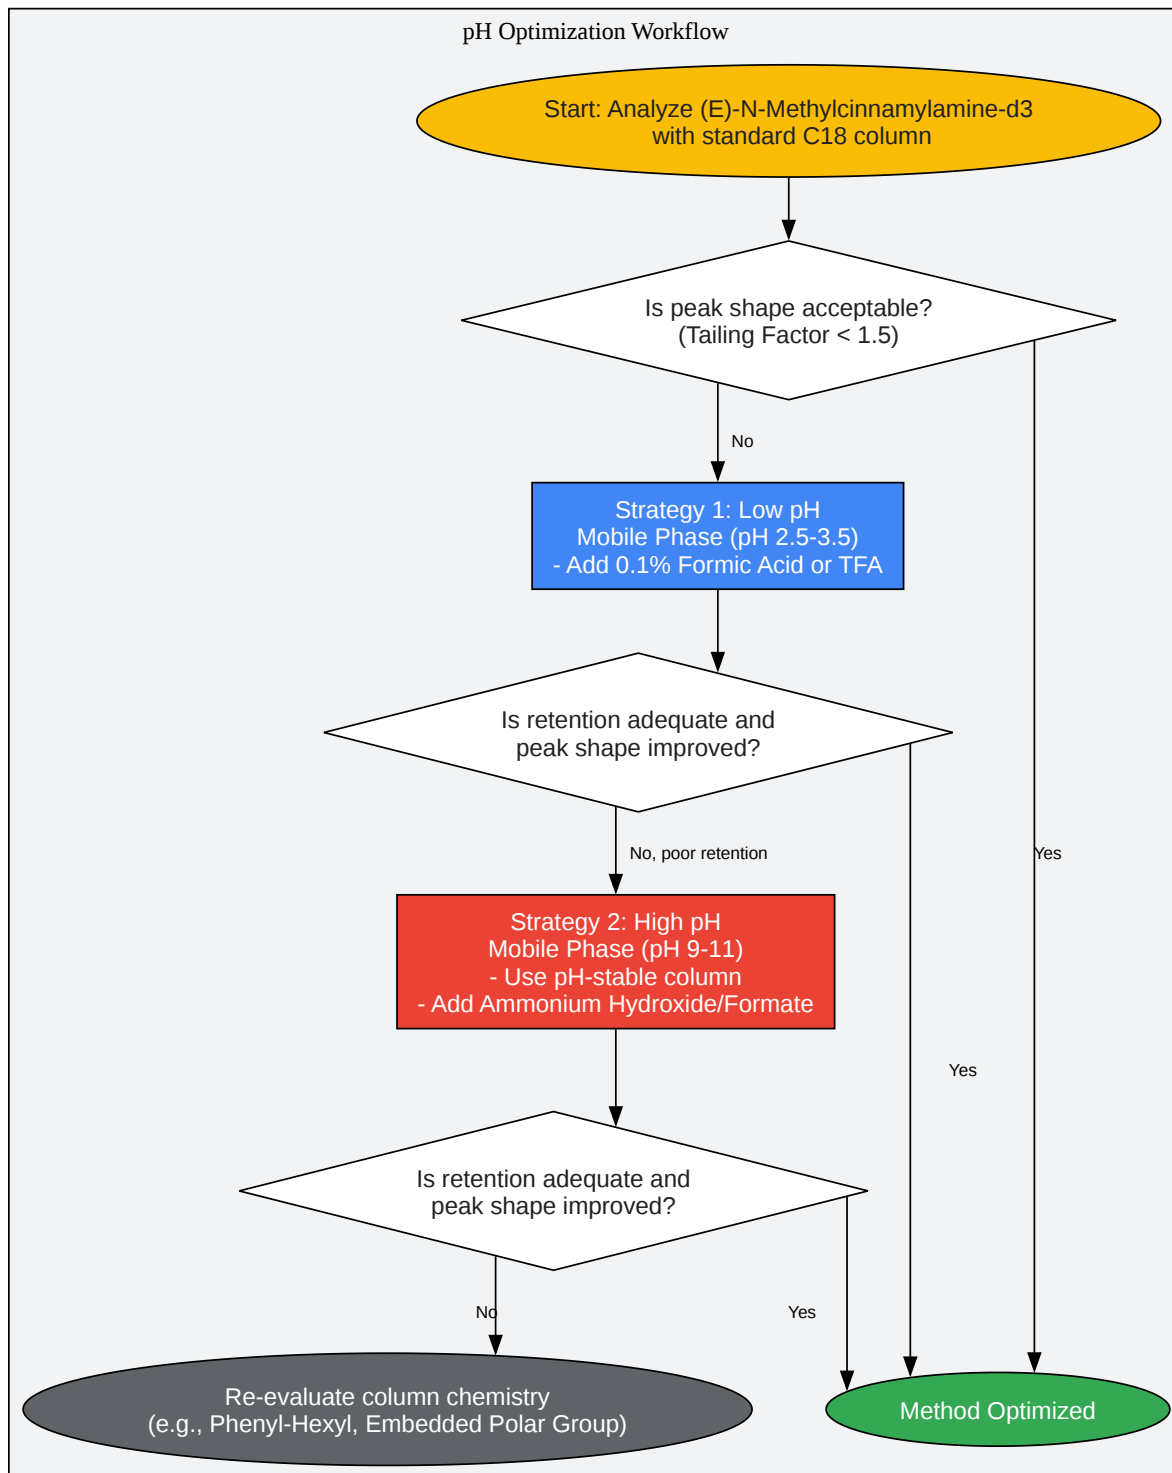 pH Optimization Workflow
Start: Analyze (E)-N-Methylcinnamylamine-d3
with standard C18 column
Is peak shape acceptable?
(Tailing Factor < 1.5)
No
Strategy 1: Low pH
Mobile Phase (pH 2.5-3.5)
- Add 0.1% Formic Acid or TFA
Is retention adequate and
peak shape improved?
No, poor retention
Yes
Strategy 2: High pH
Mobile Phase (pH 9-11)
- Use pH-stable column
- Add Ammonium Hydroxide/Formate
Yes
Is retention adequate and
peak shape improved?
No
Yes
Re-evaluate column chemistry
(e.g., Phenyl-Hexyl, Embedded Polar Group)
Method Optimized